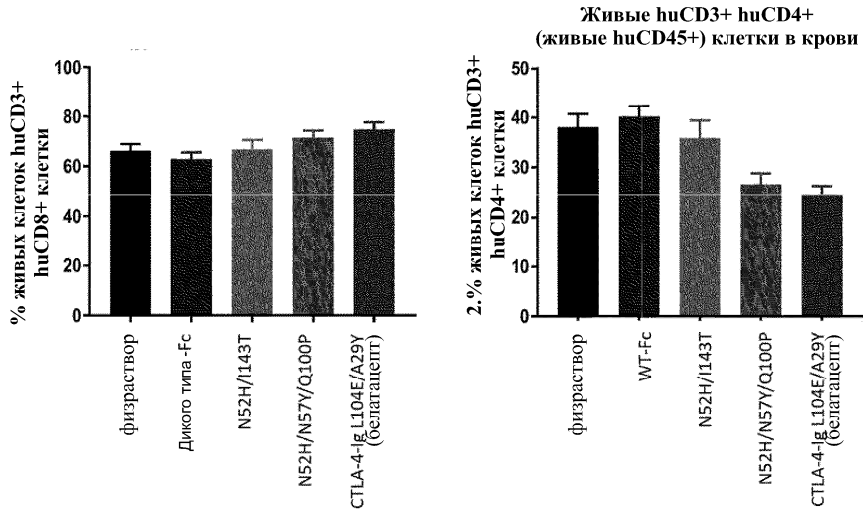 % живых клеток huCD3+
huCD8+ клетки
100
80
60
40
20
0
физраствор
Дикого типа -Fc
N52H/I143T
N52H/N57Y/Q100P
CTLA-4-Ig L104E/A29Y
(белатацепт)
Живые huCD3+ huCD4+
(живые huCD45+) клетки в крови
2.% живых клеток huCD3+
huCD4+ клетки
50
40
30
20
10
0
физраствор
WT-Fc
N52H/I143T
N52H/N57Y/Q100P
CTLA-4-Ig L104E/A29Y
(белатацепт)